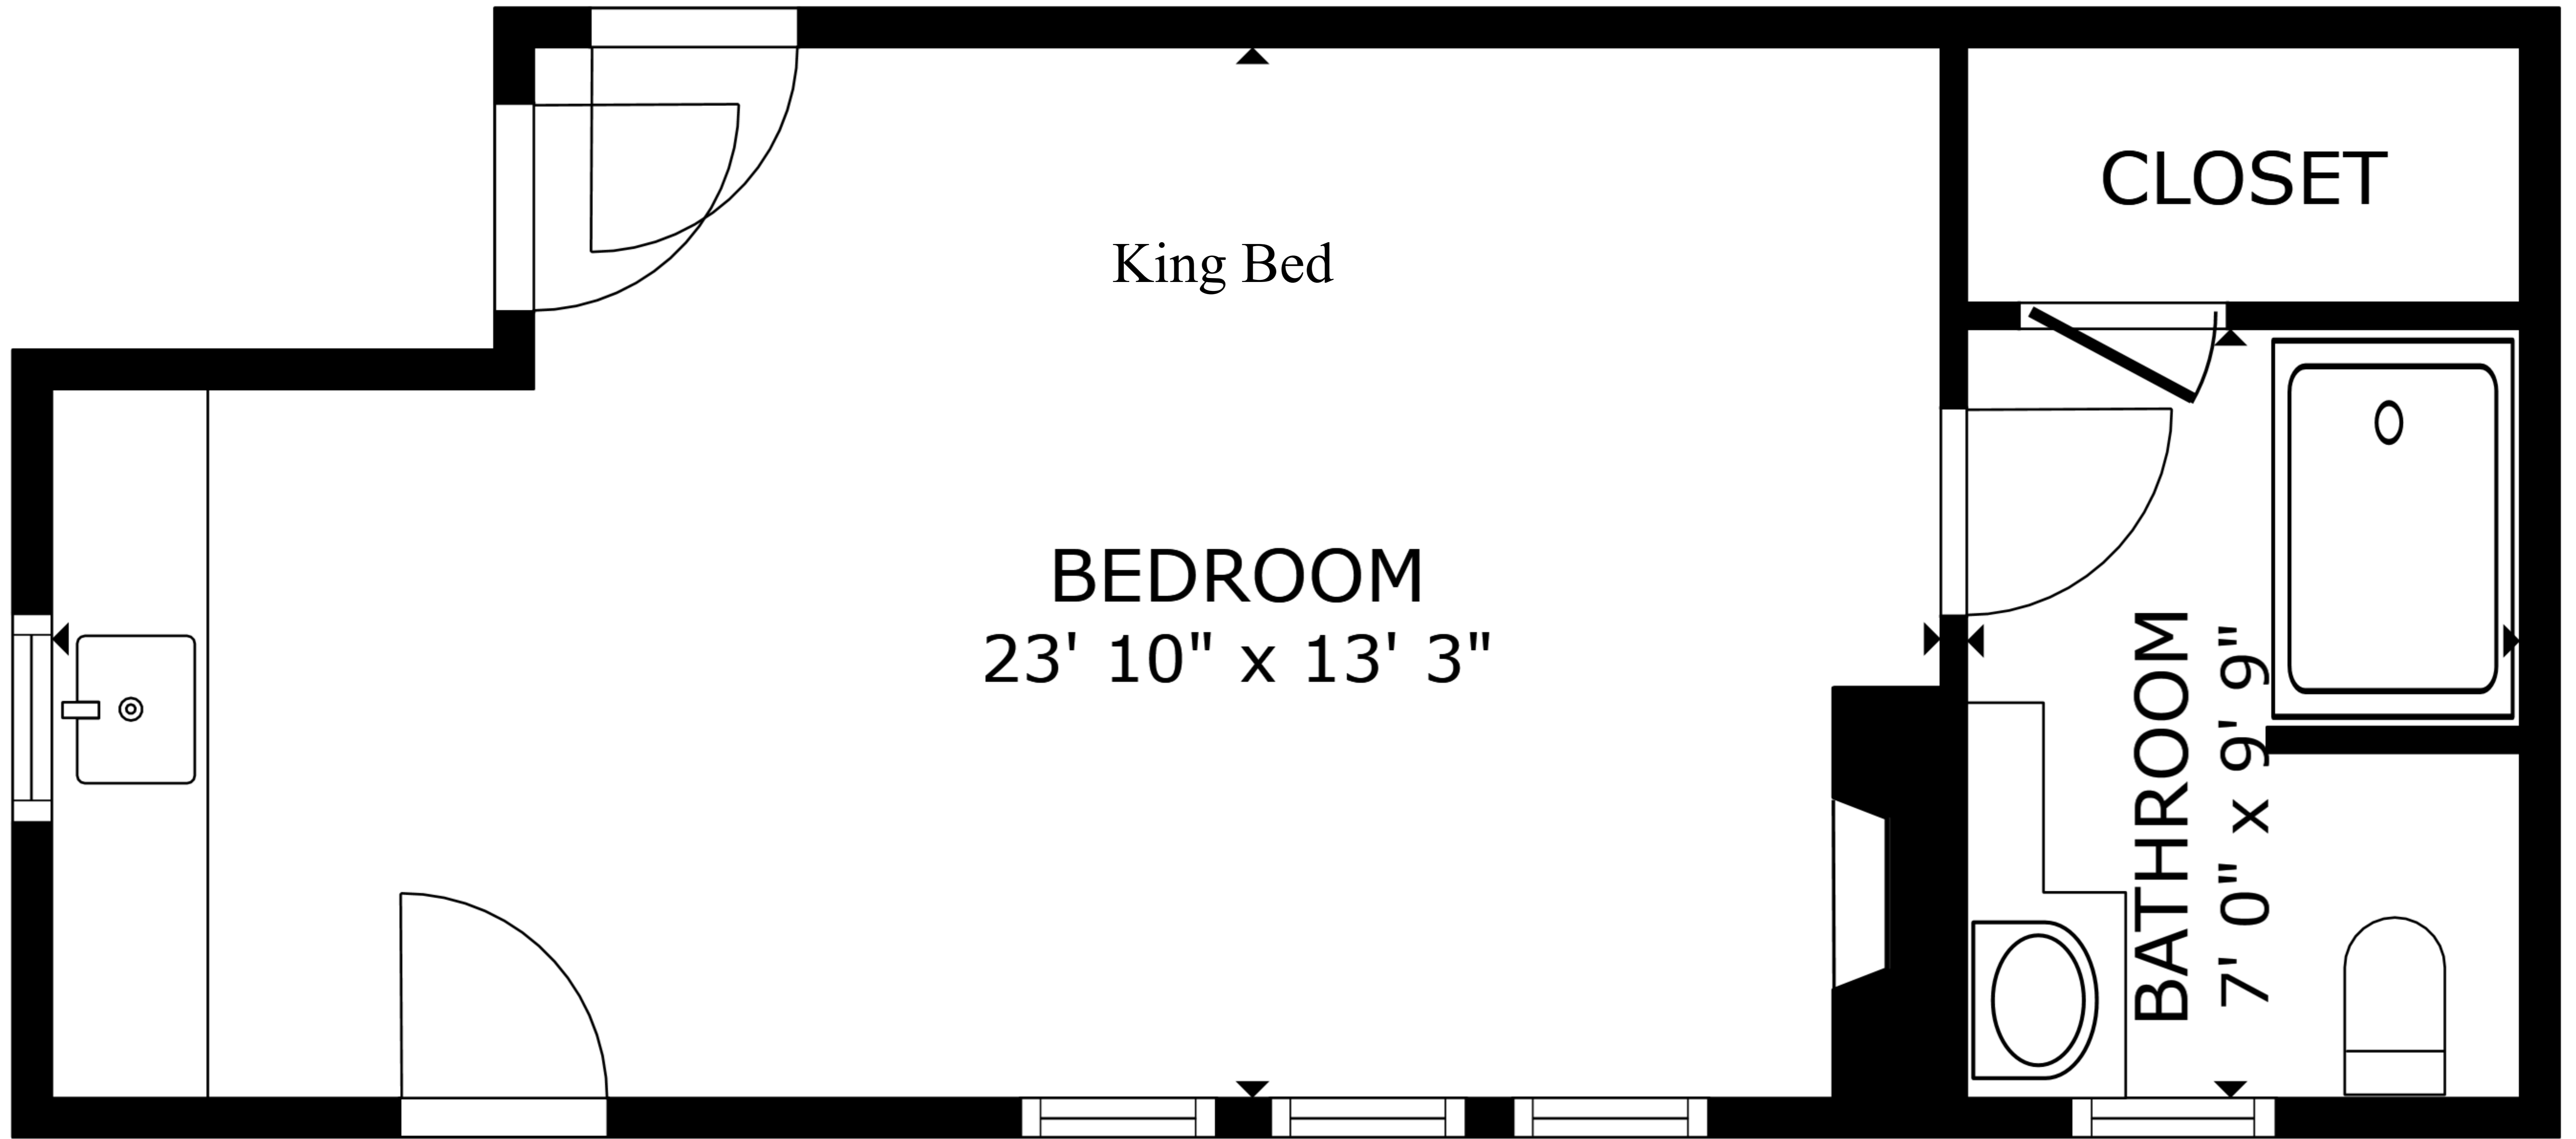 CLOSET
King Bed
BEDROOM
23' 10" x 13' 3"
BATHROOM
7' 0" x 9' 9"